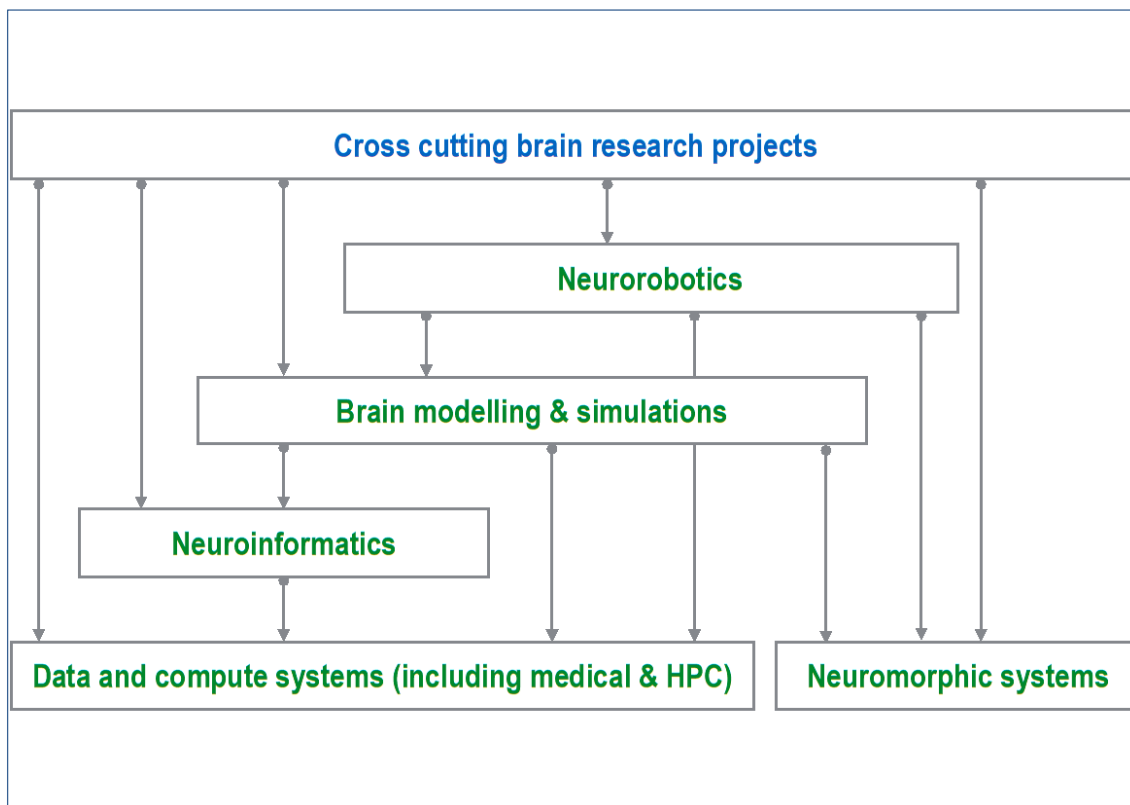 Cross cutting brain research projects
Neurorobotics
Brain modelling & simulations
Neuroinformatics
Data and compute systems (including medical & HPC)
Neuromorphic systems